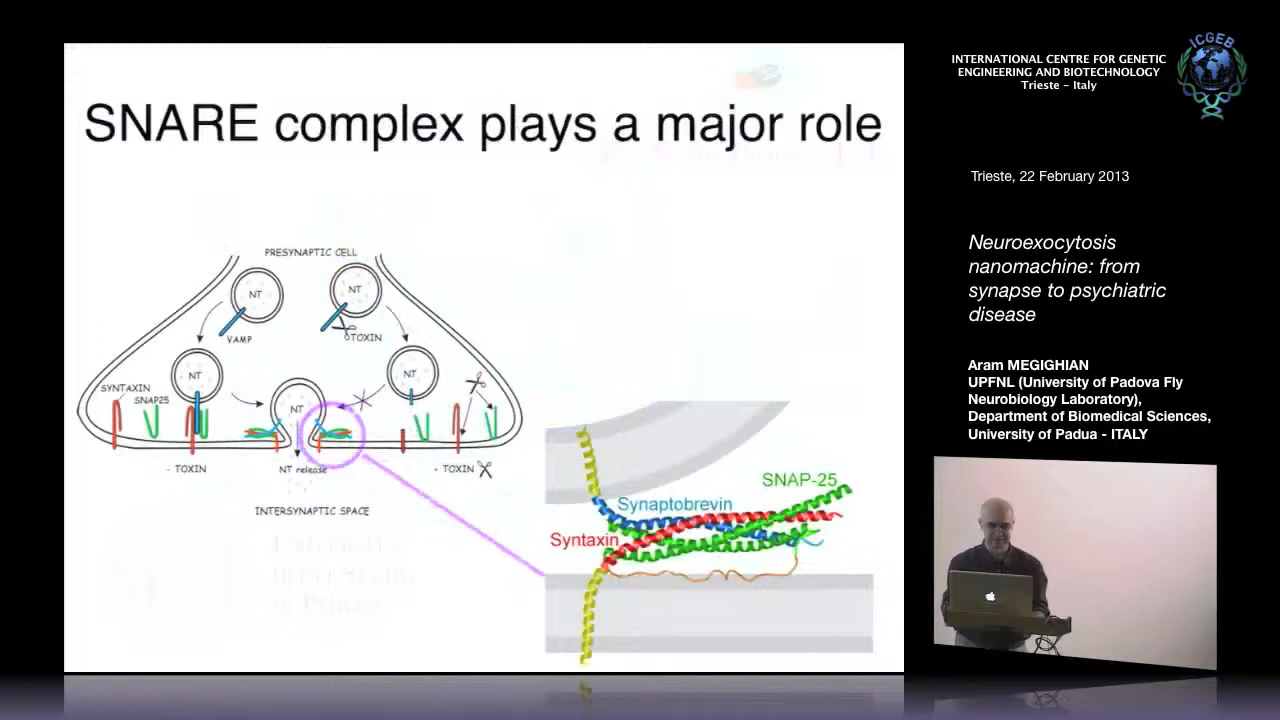 SNARE complex plays a major role
PRESYNAPTIC CELL
NT
NT
VAMP
TOXIN
NT
NT
SYNTAXIN
SNAP25
NT
- TOXIN
NT release
+ TOXIN
INTERSYNAPTIC SPACE
SNAP-25
Synaptobrevin
Syntaxin
ICGEB
INTERNATIONAL CENTRE FOR GENETIC
ENGINEERING AND BIOTECHNOLOGY
Trieste - Italy
Trieste, 22 February 2013
Neuroexocytosis
nanomachine: from
synapse to psychiatric
disease
Aram MEGIGHIAN
UPFNL (University of Padova Fly
Neurobiology Laboratory),
Department of Biomedical Sciences,
University of Padua - ITALY